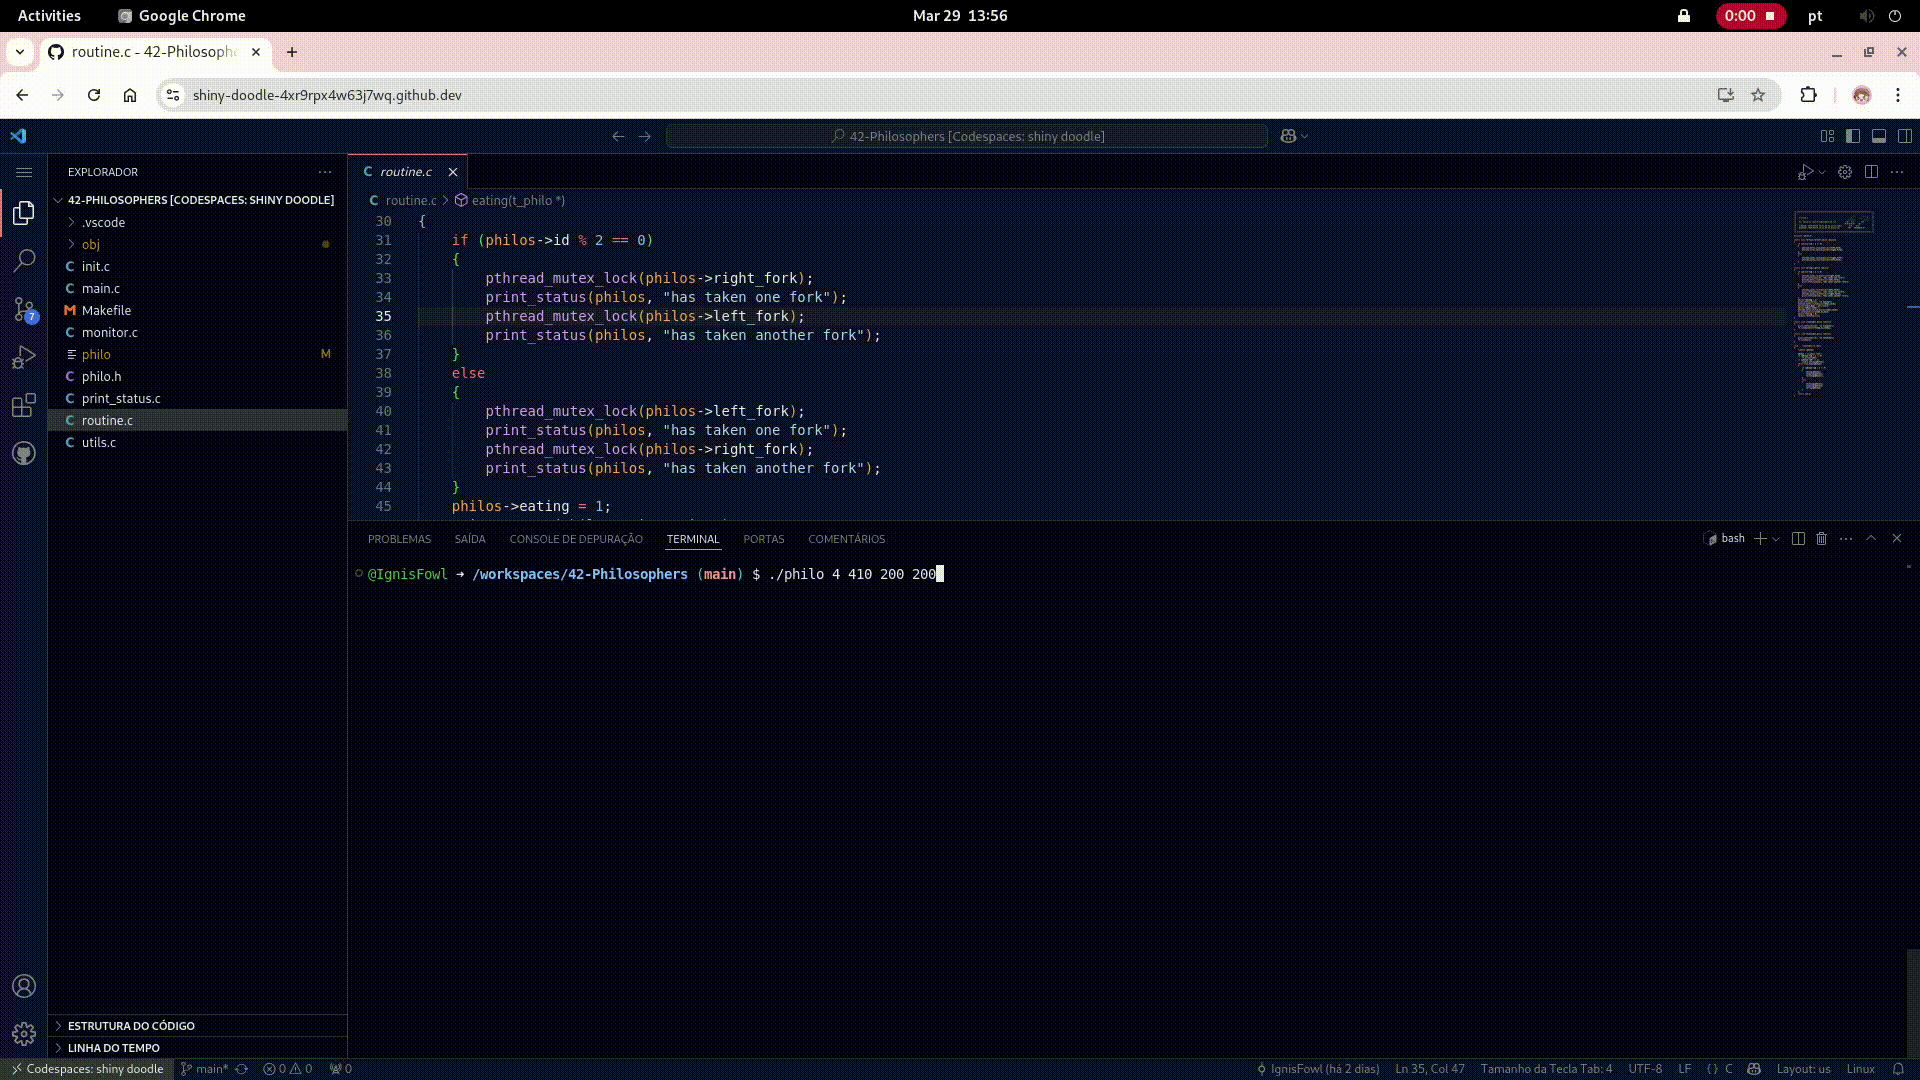 Activities
Google Chrome
Mar 29 13:56
0:00
pt
routine.c - 42-Philosoph
shiny-doodle-4xr9rpx4w63j7wq.github.dev
42-Philosophers [Codespaces: shiny doodle]
EXPLORADOR
42-PHILOSOPHERS [CODESPACES: SHINY DOODLE]
.vscode
obj
C init.c
C main.c
M Makefile
C monitor.c
philo M
C philo.h
C print_status.c
C routine.c
C utils.c
7
ESTRUTURA DO CÓDIGO
LINHA DO TEMPO
C routine.c
C routine.c > eating(t_philo *)
30 {
31 if (philos->id % 2 == 0)
32 {
33 pthread_mutex_lock(philos->right_fork);
34 print_status(philos, "has taken one fork");
35 pthread_mutex_lock(philos->left_fork);
36 print_status(philos, "has taken another fork");
37 }
38 else
39 {
40 pthread_mutex_lock(philos->left_fork);
41 print_status(philos, "has taken one fork");
42 pthread_mutex_lock(philos->right_fork);
43 print_status(philos, "has taken another fork");
44 }
45 philos->eating = 1;
PROBLEMAS SAÍDA CONSOLE DE DEPURAÇÃO TERMINAL PORTAS COMENTÁRIOS
bash
@IgnisFowl ➜ /workspaces/42-Philosophers (main) $ ./philo 4 410 200 200
Codespaces: shiny doodle main* 0 0 0 IgnisFowl (há 2 dias) Ln 35, Col 47 Tamanho da Tecla Tab: 4 UTF-8 LF {} C Layout: us Linux